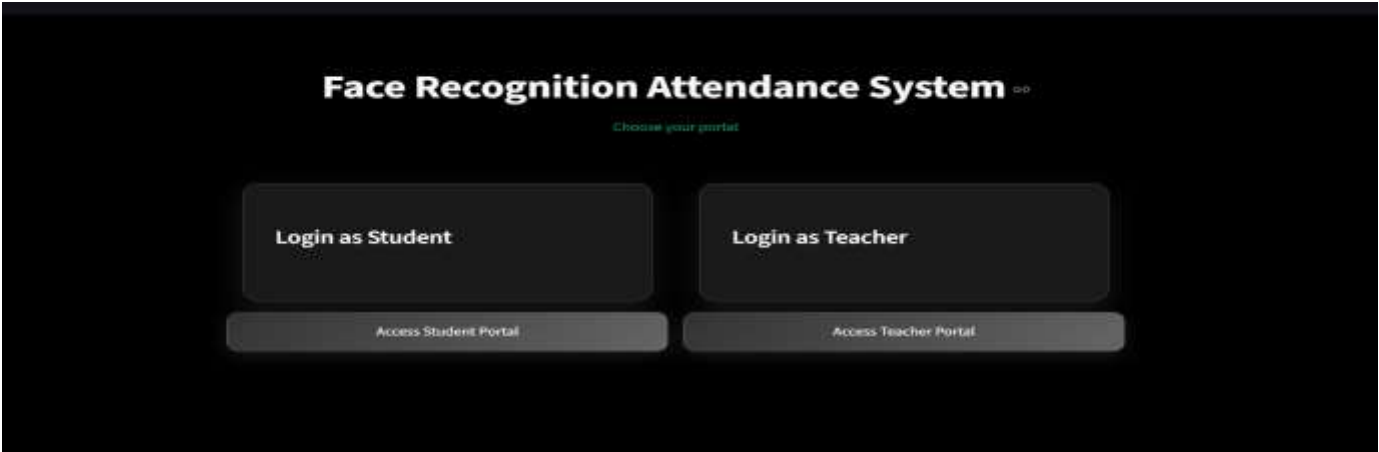 Face Recognition Attendance System
Choose your portal
Login as Student
Login as Teacher
Access Student Portal
Access Teacher Portal